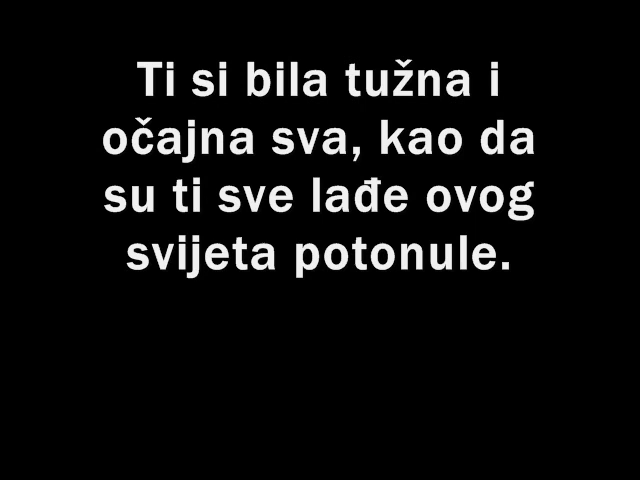 Ti si bila tužna i
očajna sva, kao da
su ti sve lađe ovog
svijeta potonule.